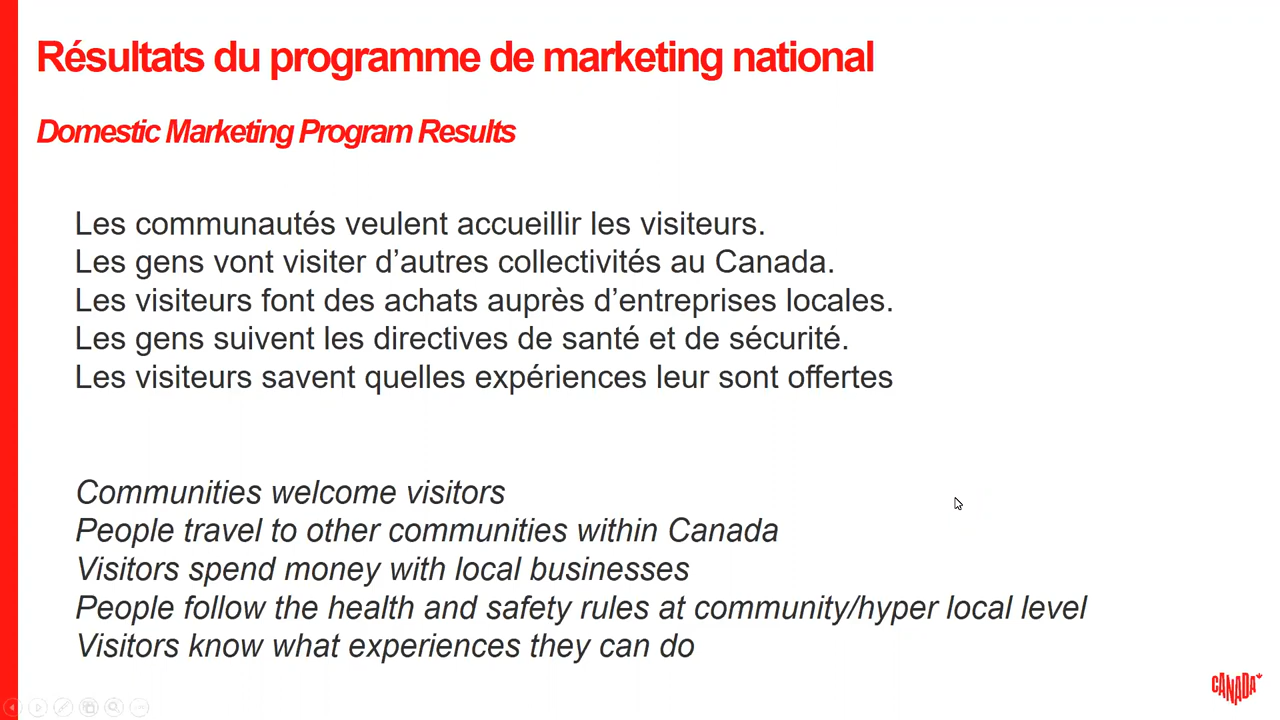 Résultats du programme de marketing national
Domestic Marketing Program Results
Les communautés veulent accueillir les visiteurs.
Les gens vont visiter d’autres collectivités au Canada.
Les visiteurs font des achats auprès d’entreprises locales.
Les gens suivent les directives de santé et de sécurité.
Les visiteurs savent quelles expériences leur sont offertes
Communities welcome visitors
People travel to other communities within Canada
Visitors spend money with local businesses
People follow the health and safety rules at community/hyper local level
Visitors know what experiences they can do
CANADA